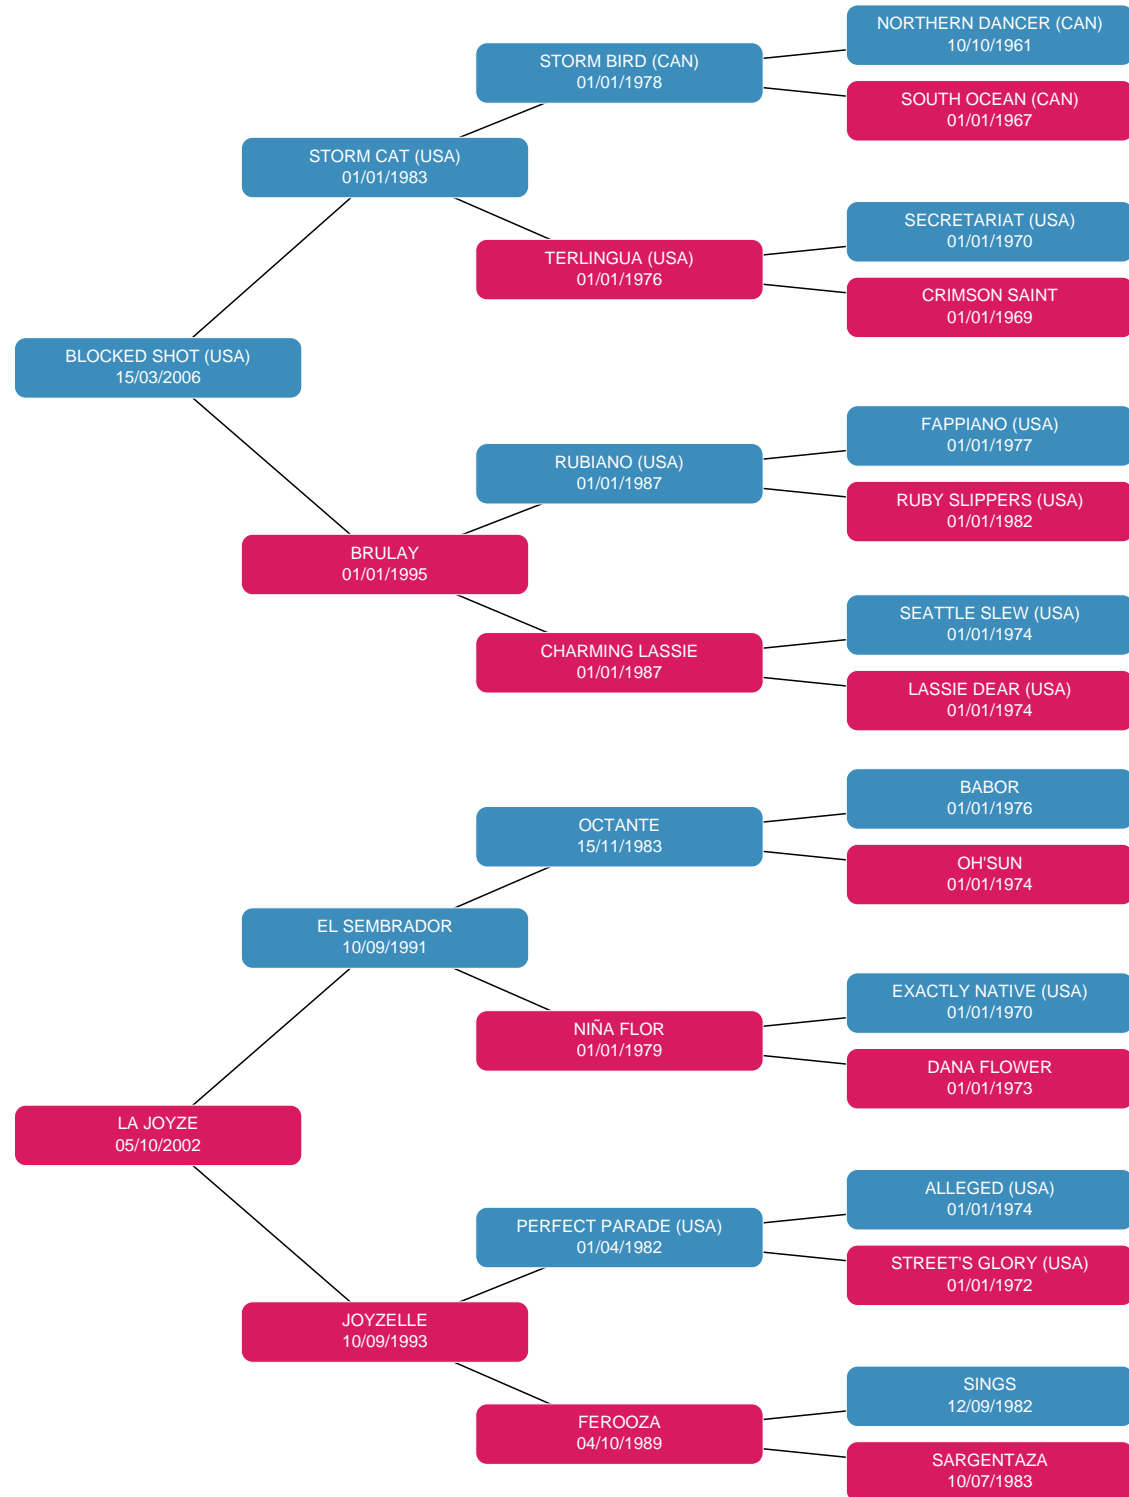 NORTHERN DANCER (CAN)
10/10/1961
STORM BIRD (CAN)
01/01/1978
SOUTH OCEAN (CAN)
01/01/1967
STORM CAT (USA)
01/01/1983
SECRETARIAT (USA)
01/01/1970
TERLINGUA (USA)
01/01/1976
CRIMSON SAINT
01/01/1969
BLOCKED SHOT (USA)
15/03/2006
FAPPIANO (USA)
01/01/1977
RUBIANO (USA)
01/01/1987
RUBY SLIPPERS (USA)
01/01/1982
BRULAY
01/01/1995
SEATTLE SLEW (USA)
01/01/1974
CHARMING LASSIE
01/01/1987
LASSIE DEAR (USA)
01/01/1974
BABOR
01/01/1976
OCTANTE
15/11/1983
OH'SUN
01/01/1974
EL SEMBRADOR
10/09/1991
EXACTLY NATIVE (USA)
01/01/1970
NIÑA FLOR
01/01/1979
DANA FLOWER
01/01/1973
LA JOYZE
05/10/2002
ALLEGED (USA)
01/01/1974
PERFECT PARADE (USA)
01/04/1982
STREET'S GLORY (USA)
01/01/1972
JOYZELLE
10/09/1993
SINGS
12/09/1982
FEROOZA
04/10/1989
SARGENTAZA
10/07/1983